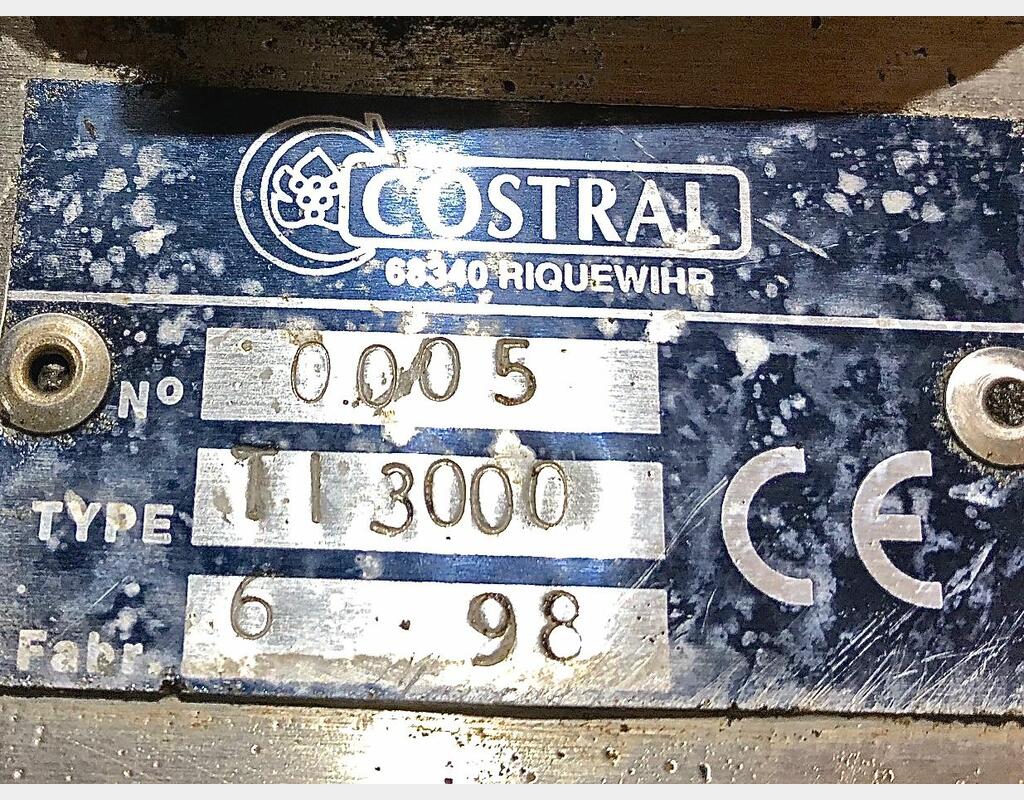 COSTRAL
68340 RIQUEWIHR
Nº 0005
TYPE TI 3000
Fabr. 6 98
CE